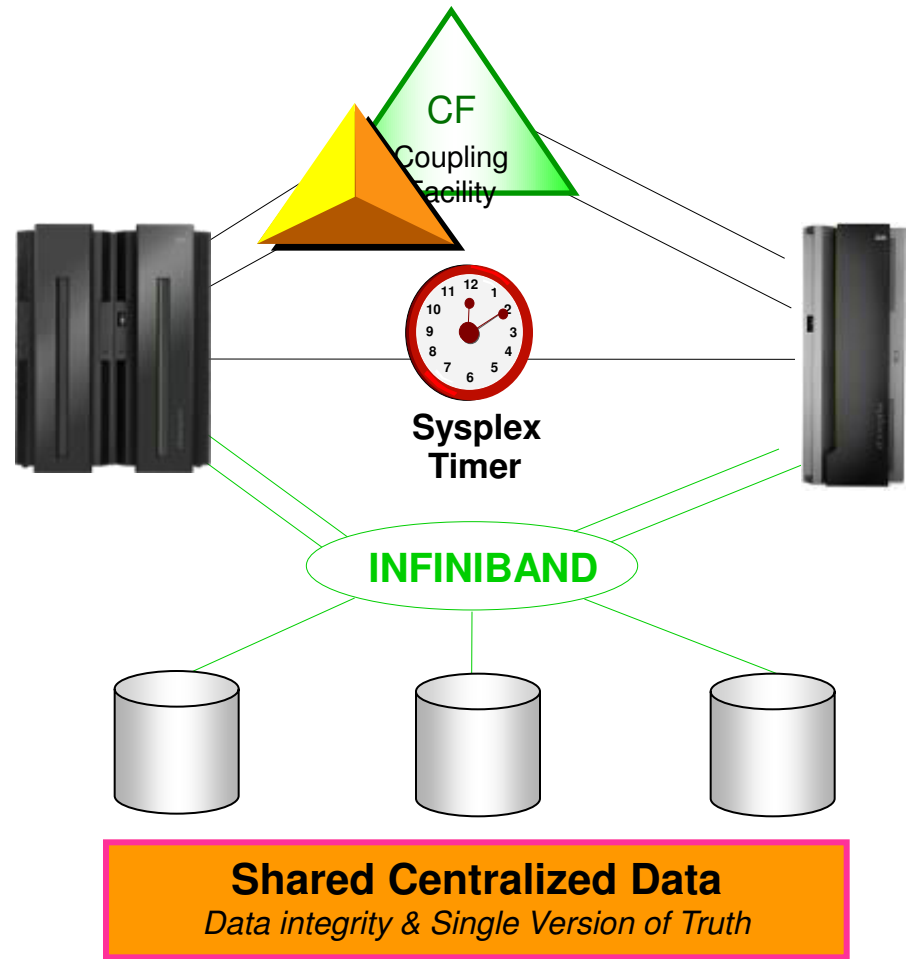 CF
Coupling
Facility
12
11
1
10
2
9
3
8
4
7
5
6
Sysplex
Timer
INFINIBAND
Shared Centralized Data
Data integrity & Single Version of Truth